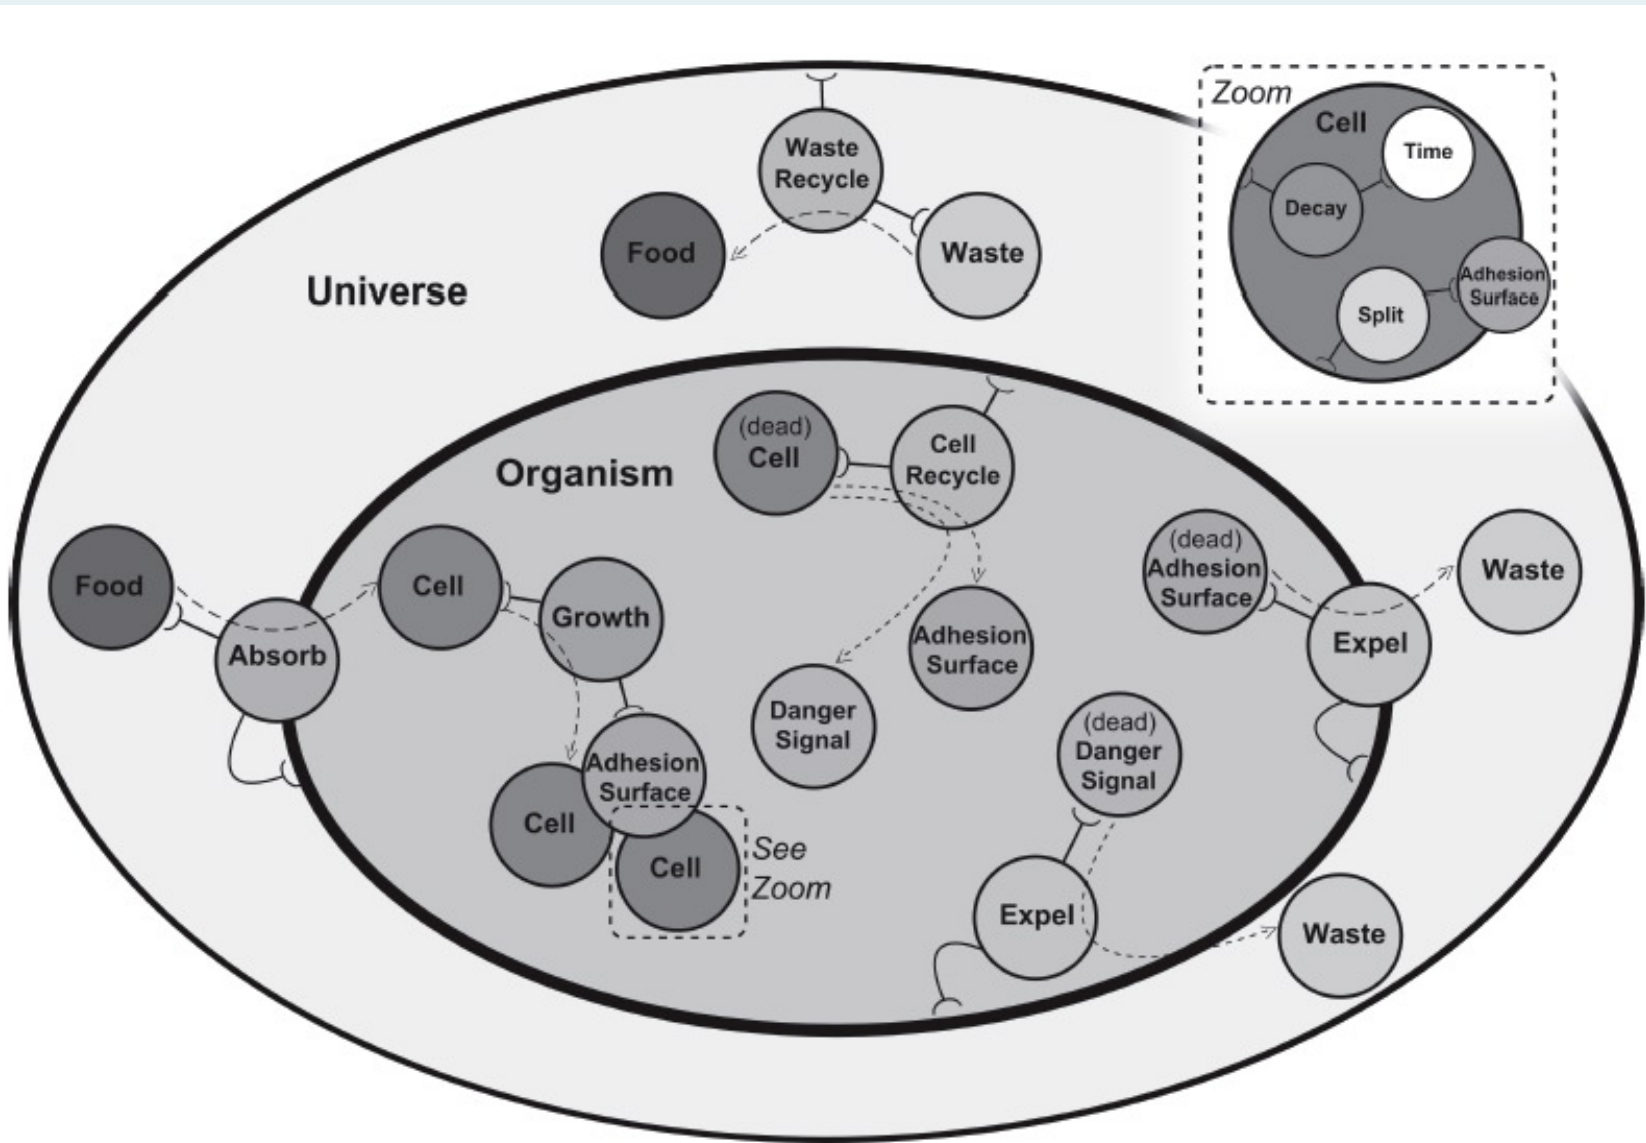 Zoom
Cell
Time
Decay
Adhesion
Surface
Split
Waste
Recycle
Food
Waste
Universe
(dead)
Cell
Cell
Recycle
Organism
(dead)
Adhesion
Surface
Waste
Food
Cell
Growth
Absorb
Adhesion
Surface
Expel
Danger
Signal
(dead)
Danger
Signal
Adhesion
Surface
Cell
Cell
See
Zoom
Expel
Waste